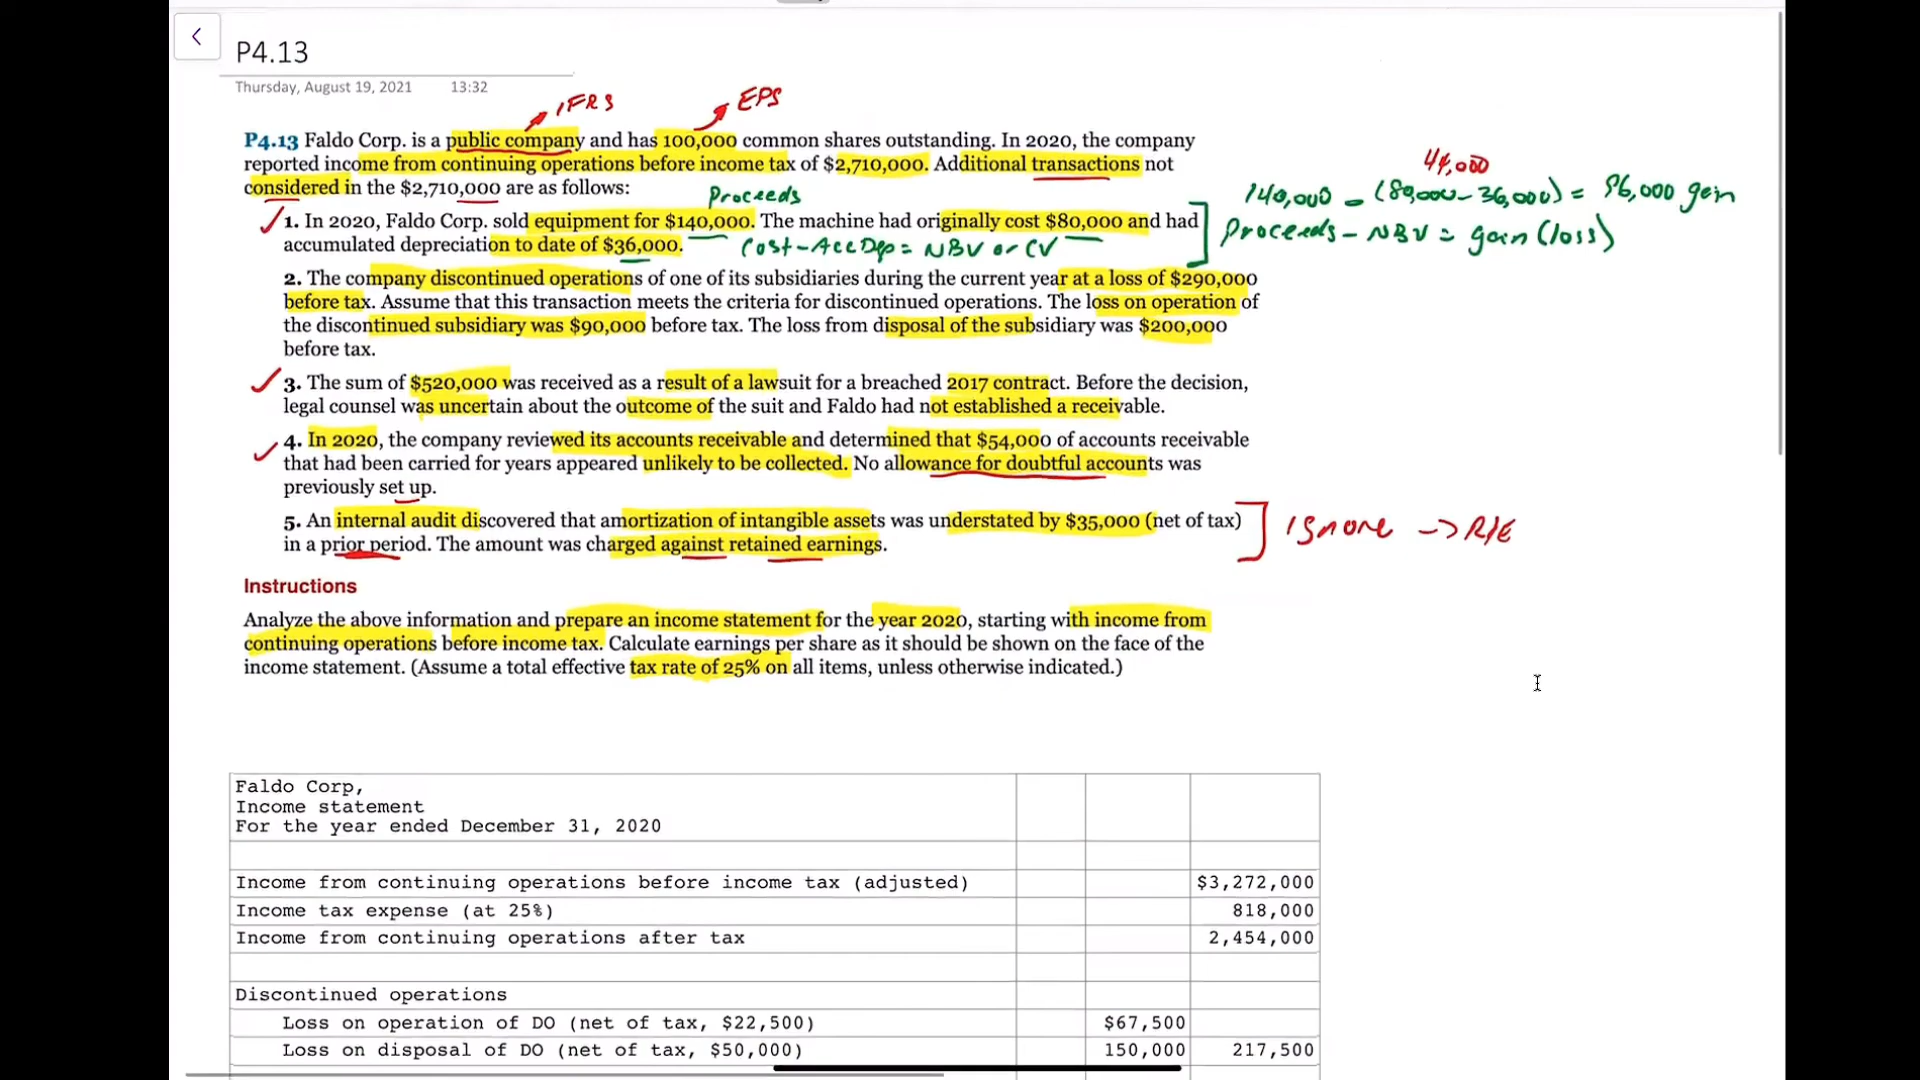 P4.13
Thursday, August 19, 2021 13:32
IFRS
EPS
P4.13 Faldo Corp. is a public company and has 100,000 common shares outstanding. In 2020, the company
reported income from continuing operations before income tax of $2,710,000. Additional transactions not
considered in the $2,710,000 are as follows:
Proceeds
44,000
140,000 - (80,000-36,000) = 96,000 gain
1. In 2020, Faldo Corp. sold equipment for $140,000. The machine had originally cost $80,000 and had
accumulated depreciation to date of $36,000.
Cost-AccDep = NBV or CV
Proceeds - NBV = gain (loss)
2. The company discontinued operations of one of its subsidiaries during the current year at a loss of $290,000
before tax. Assume that this transaction meets the criteria for discontinued operations. The loss on operation of
the discontinued subsidiary was $90,000 before tax. The loss from disposal of the subsidiary was $200,000
before tax.
3. The sum of $520,000 was received as a result of a lawsuit for a breached 2017 contract. Before the decision,
legal counsel was uncertain about the outcome of the suit and Faldo had not established a receivable.
4. In 2020, the company reviewed its accounts receivable and determined that $54,000 of accounts receivable
that had been carried for years appeared unlikely to be collected. No allowance for doubtful accounts was
previously set up.
5. An internal audit discovered that amortization of intangible assets was understated by $35,000 (net of tax)
in a prior period. The amount was charged against retained earnings.
Ignore -> R/E
Instructions
Analyze the above information and prepare an income statement for the year 2020, starting with income from
continuing operations before income tax. Calculate earnings per share as it should be shown on the face of the
income statement. (Assume a total effective tax rate of 25% on all items, unless otherwise indicated.)
Faldo Corp,
Income statement
For the year ended December 31, 2020
Income from continuing operations before income tax (adjusted) $3,272,000
Income tax expense (at 25%) 818,000
Income from continuing operations after tax 2,454,000
Discontinued operations
Loss on operation of DO (net of tax, $22,500) $67,500
Loss on disposal of DO (net of tax, $50,000) 150,000 217,500